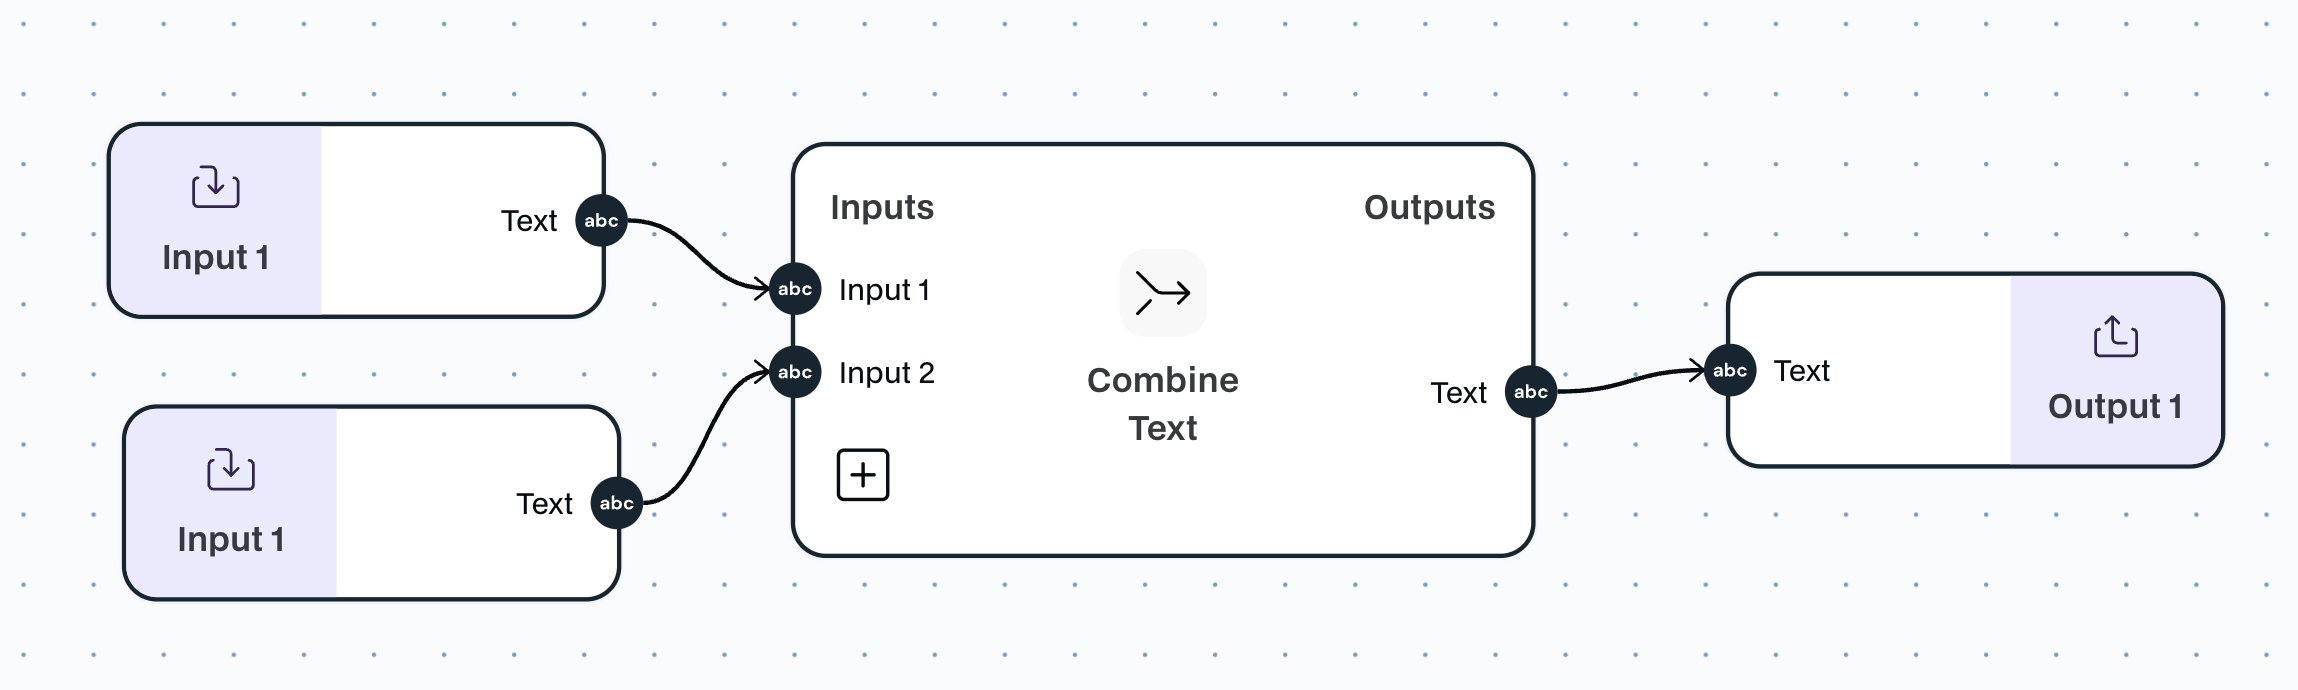 Text
abc
Input 1
Text
abc
Input 1
Inputs
Outputs
abc
Input 1
abc
Input 2
Combine
Text
Text
abc
abc
Text
Output 1